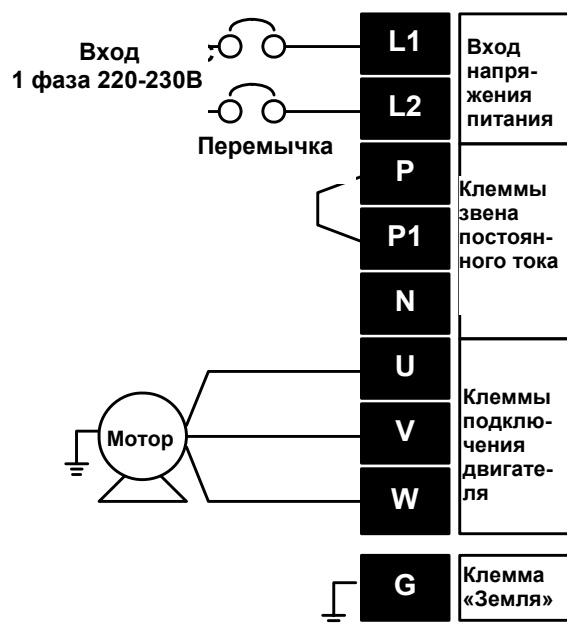 Вход
1 фаза 220-230В
Перемычка
L1
L2
P
P1
N
U
V
W
G
Вход
напря-
жения
питания
Клеммы
звена
постоян-
ного тока
Клеммы
подклю-
чения
двигате-
ля
Клемма
«Земля»
Мотор